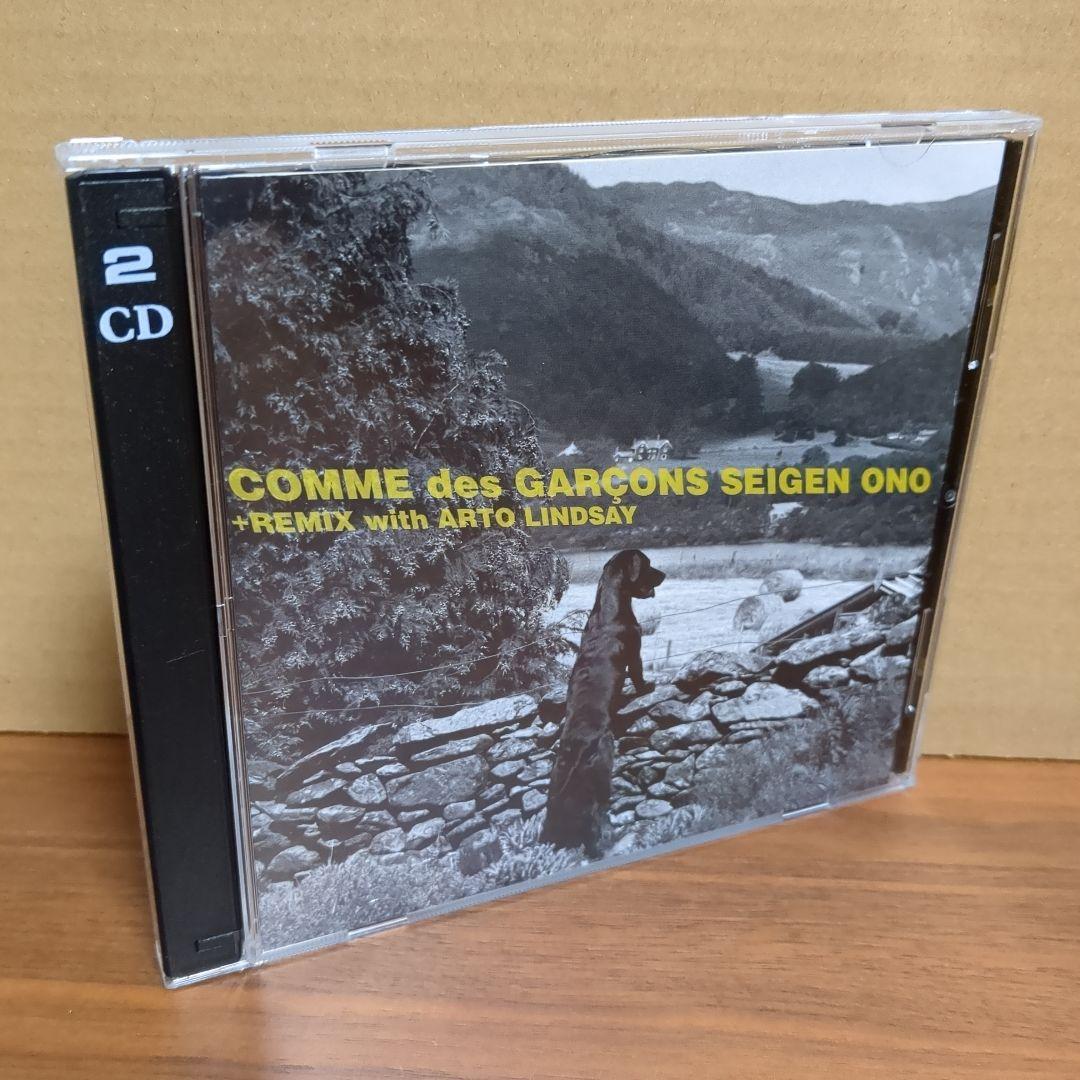 2
CD
COMME des GARÇONS SEIGEN ONO
+REMIX with ARTO LINDSAY